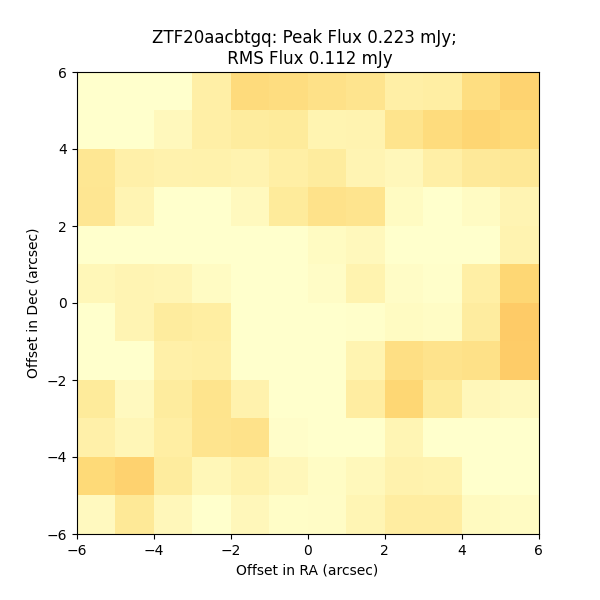 ZTF20aacbtgq: Peak Flux 0.223 mJy;
RMS Flux 0.112 mJy
6
4
2
0
−2
−4
−6
Offset in Dec (arcsec)
−6 −4 −2 0 2 4 6
Offset in RA (arcsec)